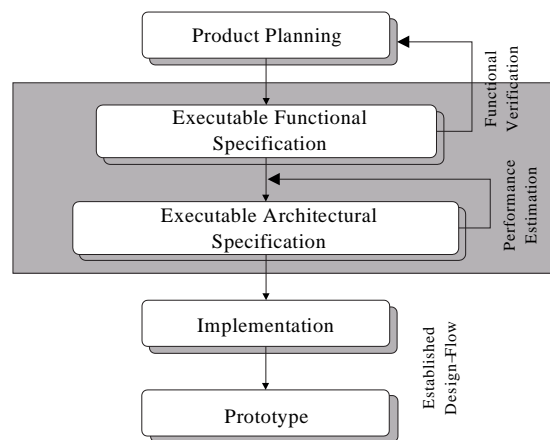 Product Planning
Functional
Verification
Executable Functional
Specification
Executable Architectural
Specification
Performance
Estimation
Implementation
Established
Design-Flow
Prototype